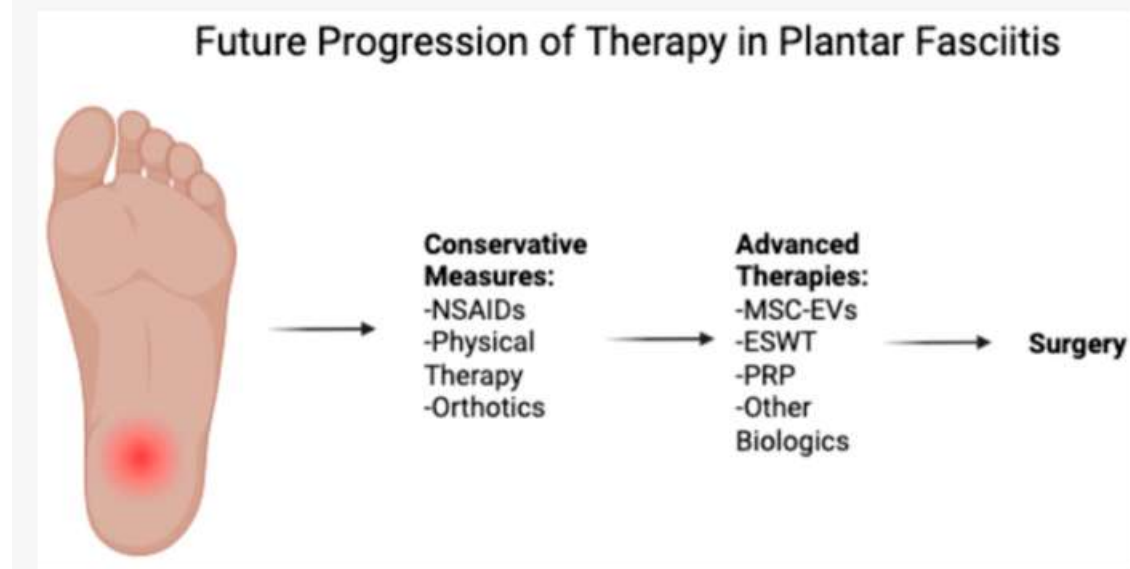 Future Progression of Therapy in Plantar Fasciitis
Conservative
Measures:
-NSAIDs
-Physical
Therapy
-Orthotics
Advanced
Therapies:
-MSC-EVs
-ESWT
-PRP
-Other
Biologics
Surgery